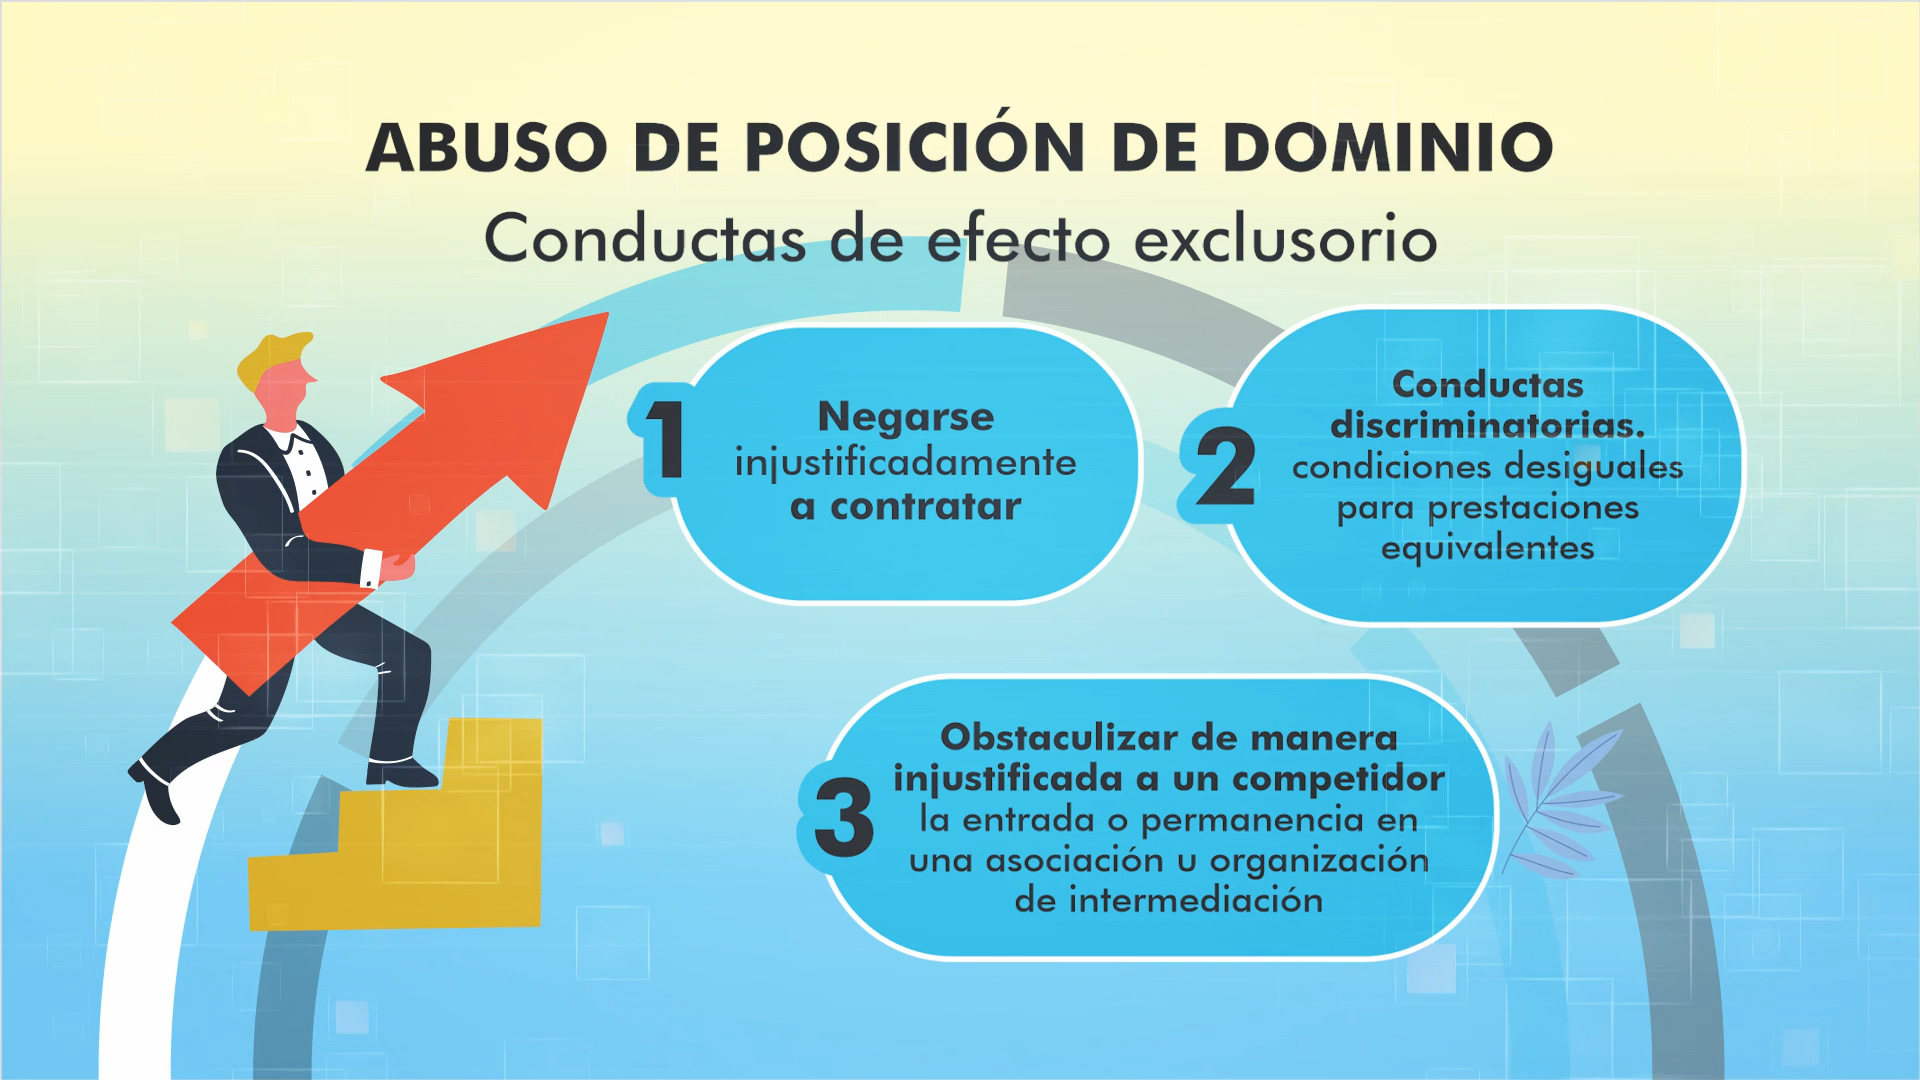 ABUSO DE POSICIÓN DE DOMINIO
Conductas de efecto exclusorio
1
Negarse
injustificadamente
a contratar
2
Conductas
discriminatorias.
condiciones desiguales
para prestaciones
equivalentes
3
Obstaculizar de manera
injustificada a un competidor
la entrada o permanencia en
una asociación u organización
de intermediación